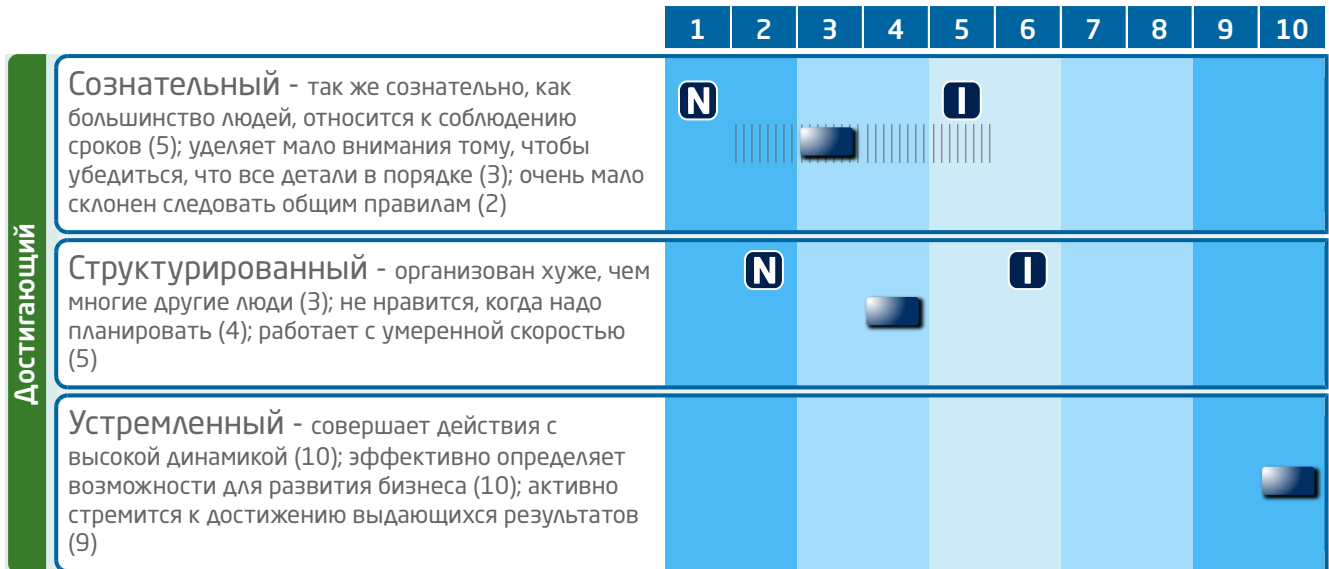 1 2 3 4 5 6 7 8 9 10
Достигающий
Сознательный - так же сознательно, как
большинство людей, относится к соблюдению
сроков (5); уделяет мало внимания тому, чтобы
убедиться, что все детали в порядке (3); очень мало
склонен следовать общим правилам (2)
N I
Структурированный - организован хуже, чем
многие другие люди (3); не нравится, когда надо
планировать (4); работает с умеренной скоростью
(5)
N I
Устремленный - совершает действия с
высокой динамикой (10); эффективно определяет
возможности для развития бизнеса (10); активно
стремится к достижению выдающихся результатов
(9)